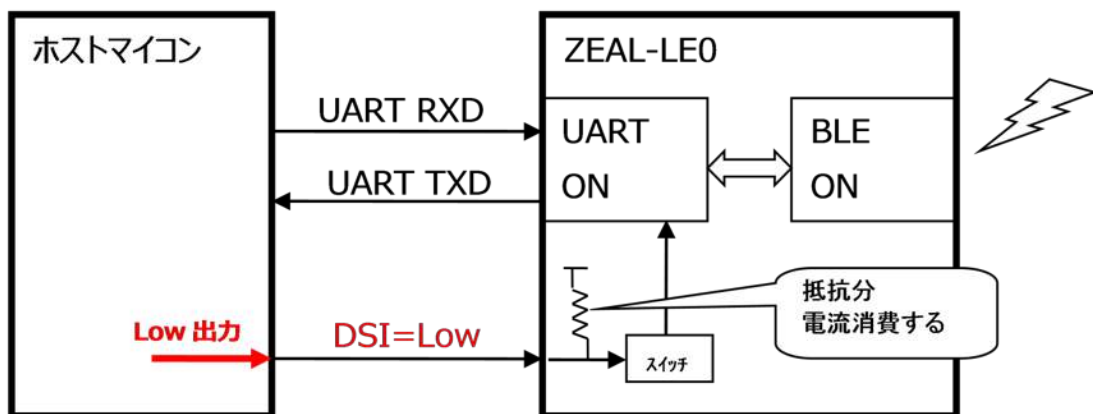 ホストマイコン
ZEAL-LE0
UART RXD
UART TXD
UART
ON
BLE
ON
抵抗分
電流消費する
Low 出力
DSI=Low
スイッチ